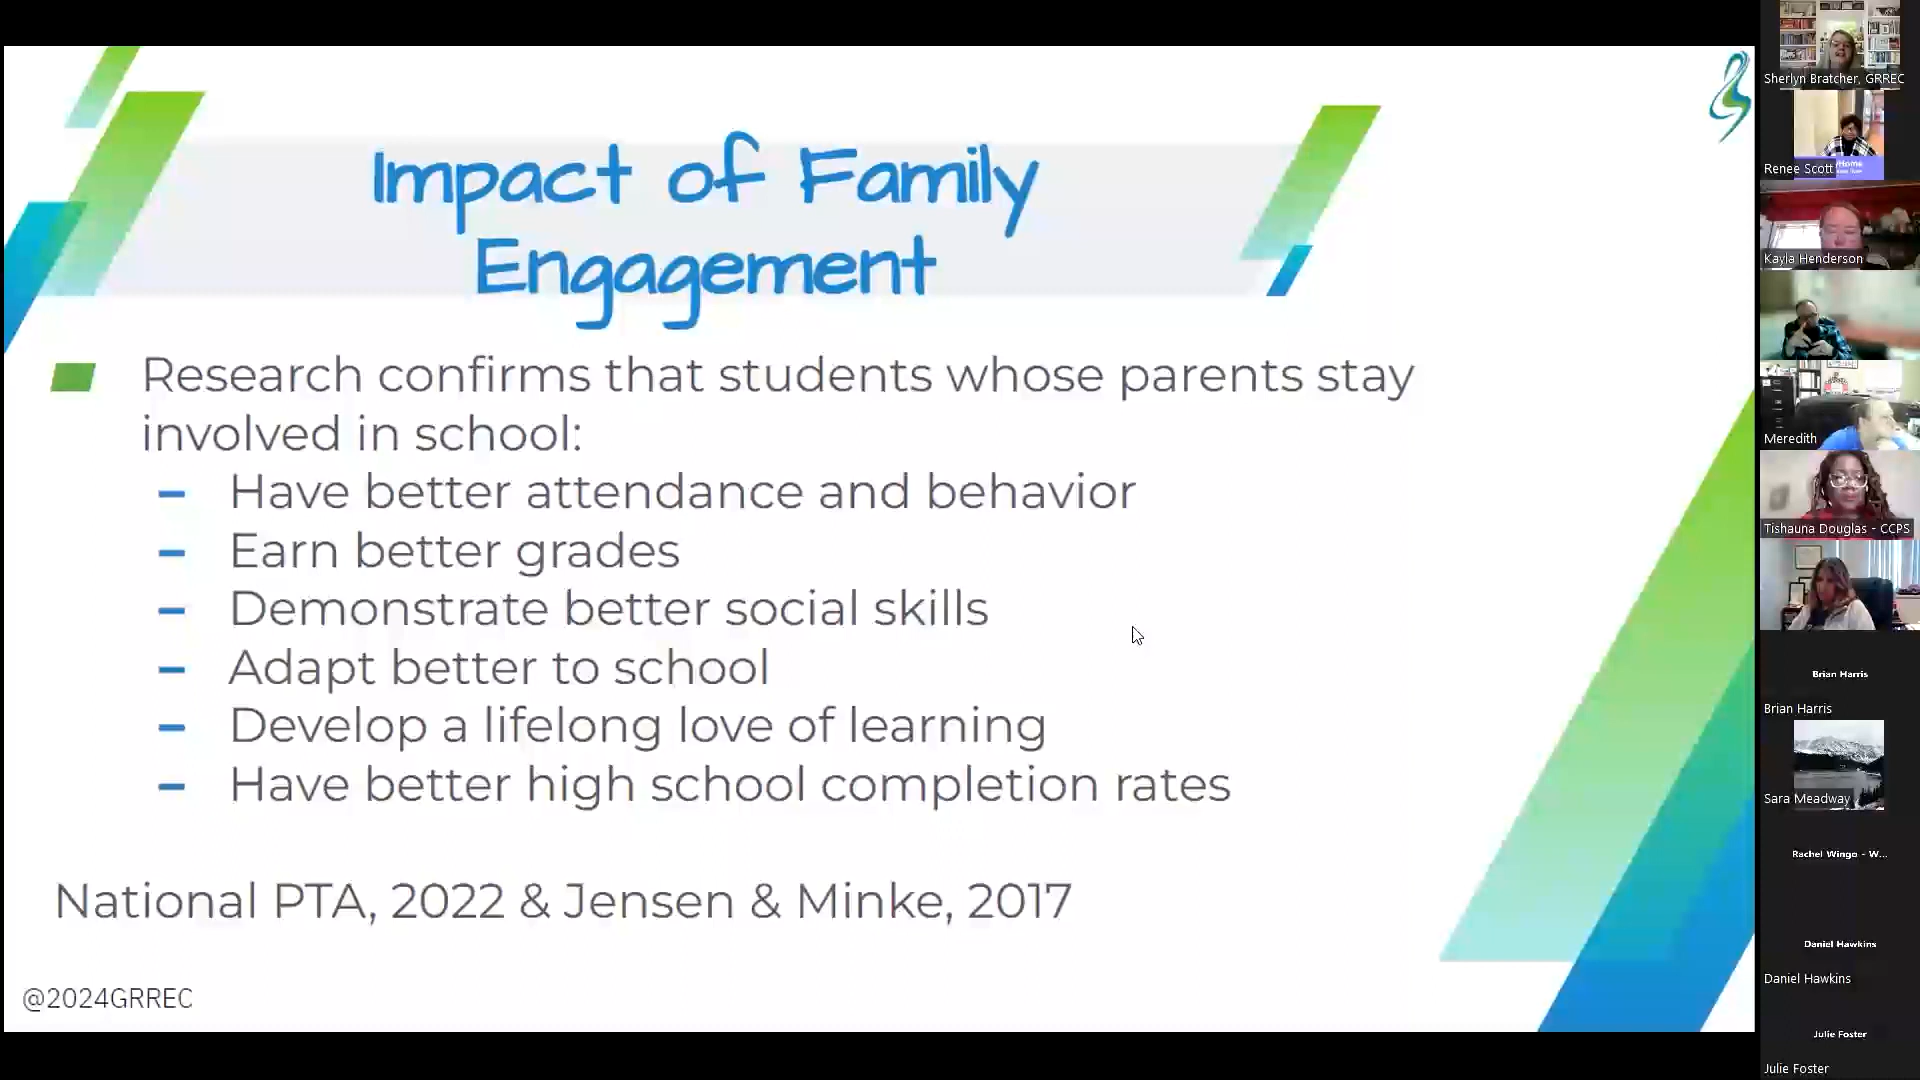 Impact of Family
Engagement
Research confirms that students whose parents stay
involved in school:
– Have better attendance and behavior
– Earn better grades
– Demonstrate better social skills
– Adapt better to school
– Develop a lifelong love of learning
– Have better high school completion rates
National PTA, 2022 & Jensen & Minke, 2017
@2024GRREC
Sherlyn Bratcher, GRREC
Renee Scott
Kayla Henderson
Meredith
Tishauna Douglas - CCPS
Brian Harris
Brian Harris
Sara Meadway
Rachel Wingo - W...
Daniel Hawkins
Daniel Hawkins
Julie Foster
Julie Foster